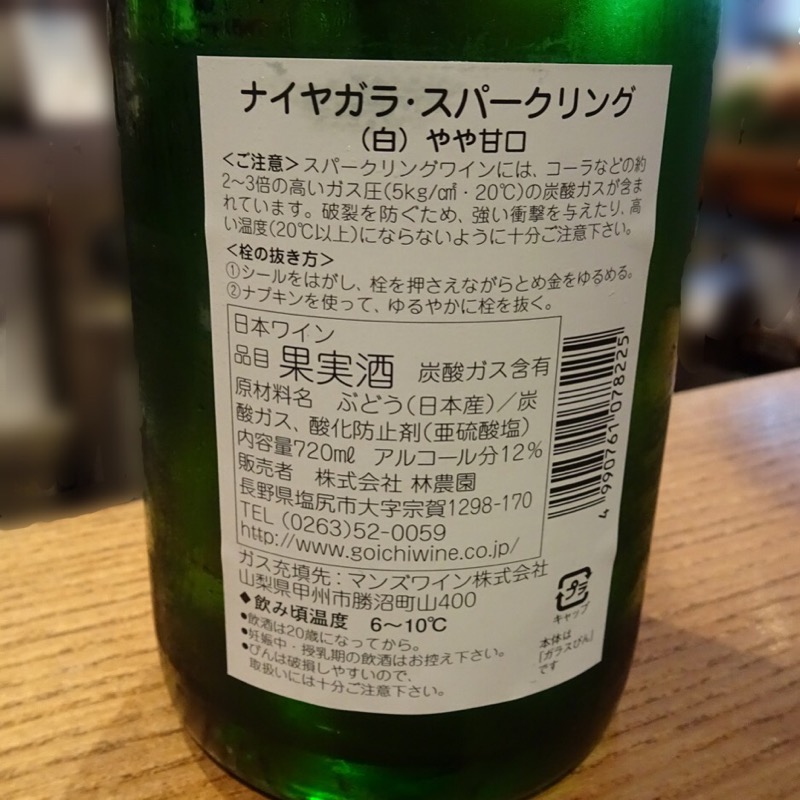 ナイヤガラ・スパークリング
（白）やや甘口
＜ご注意＞スパークリングワインには、コーラなどの約
2～3倍の高いガス圧(5kg/c㎡・20℃)の炭酸ガスが含ま
れています。破裂を防ぐため、強い衝撃を与えたり、高
い温度(20℃以上)にならないように十分ご注意下さい。
＜栓の抜き方＞
①シールをはがし、栓を押さえながらとめ金をゆるめる。
②ナプキンを使って、ゆるやかに栓を抜く。
日本ワイン
品目 果実酒 炭酸ガス含有
原材料名 ぶどう（日本産）／炭
酸ガス、酸化防止剤（亜硫酸塩）
内容量720mℓ アルコール分12%
販売者 株式会社 林農園
長野県塩尻市大字宗賀1298-170
TEL (0263)52-0059
http://www.goichiwine.co.jp/
ガス充填先：マンズワイン株式会社
山梨県甲州市勝沼町山400
◆飲み頃温度 6～10℃
●飲酒は20歳になってから。
●妊娠中・授乳期の飲酒はお控え下さい。
●びんは破損しやすいので、
取扱いには十分ご注意下さい。
4 990761 078225
プラ
キャップ
本体は
「ガラスびん」
です